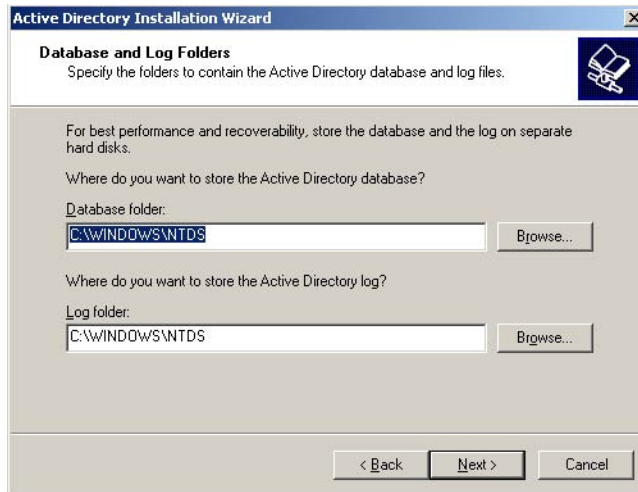 Active Directory Installation Wizard
Database and Log Folders
Specify the folders to contain the Active Directory database and log files.
For best performance and recoverability, store the database and the log on separate
hard disks.
Where do you want to store the Active Directory database?
Database folder:
C:\WINDOWS\NTDS
Browse...
Where do you want to store the Active Directory log?
Log folder:
C:\WINDOWS\NTDS
Browse...
< Back
Next >
Cancel